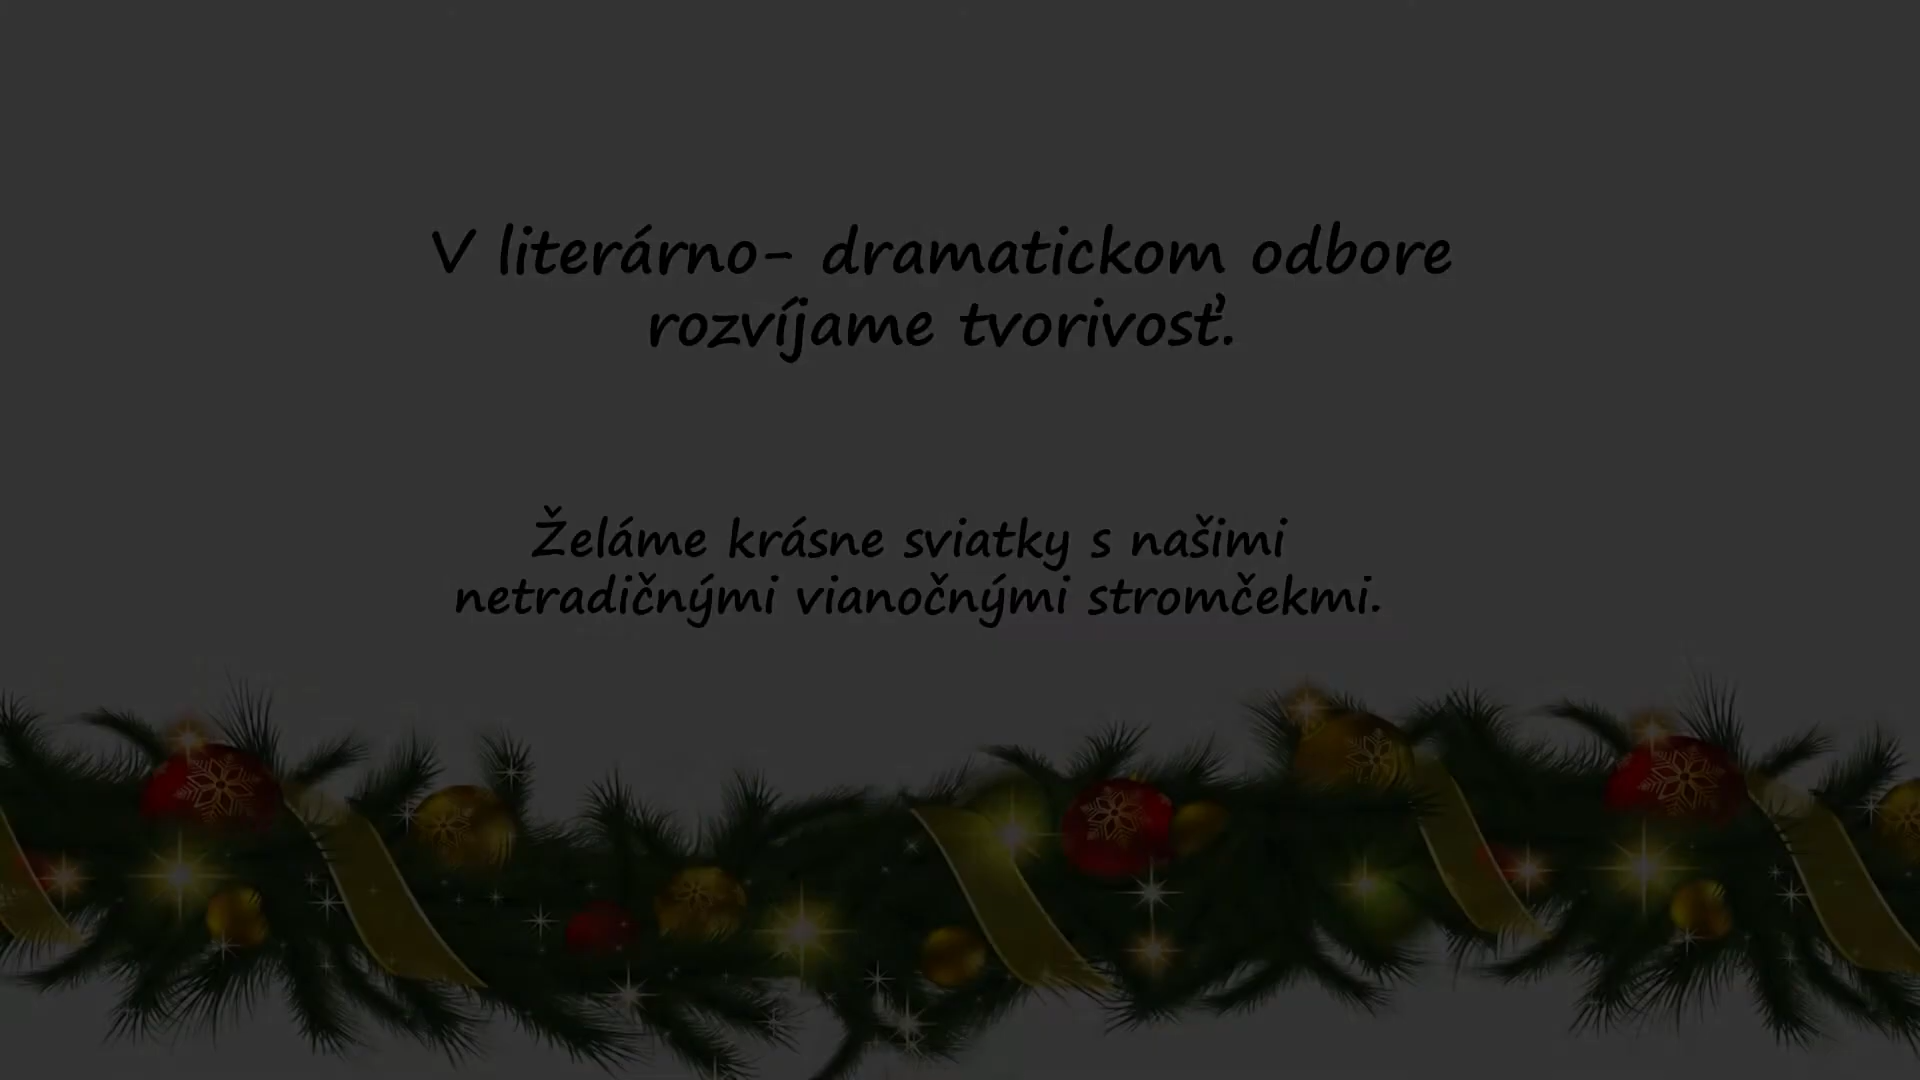 V literárno- dramatickom odbore
rozvíjame tvorivosť.
Želáme krásne sviatky s našimi
netradičnými vianočnými stromčekmi.